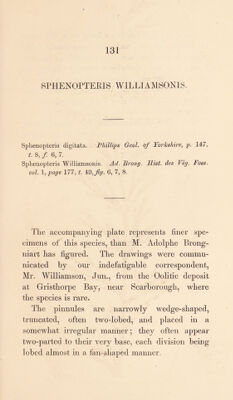 131
SPHENOPTERIS WILLIAMSONIS.
Sphenopteris digitata. Phillips Geol. of Yorkshire, p. 147,
t. 8, f. 6, 7.
Sphenopteris Williamsonis. Ad. Brong. Hist. des Vég. Foss.
vol. 1, page 177, t. 49, fig. 6, 7, 8.
The accompanying plate represents finer spe-
cimens of this species, than M. Adolphe Brong-
niart has figured. The drawings were commu-
nicated by our indefatigable correspondent,
Mr. Williamson, Jun., from the Oolitic deposit
at Gristhorpe Bay, near Scarborough, where
the species is rare.
The pinnules are narrowly wedge-shaped,
truncated, often two-lobed, and placed in a
somewhat irregular manner; they often appear
two-parted to their very base, each division being
lobed almost in a fan-shaped manner.